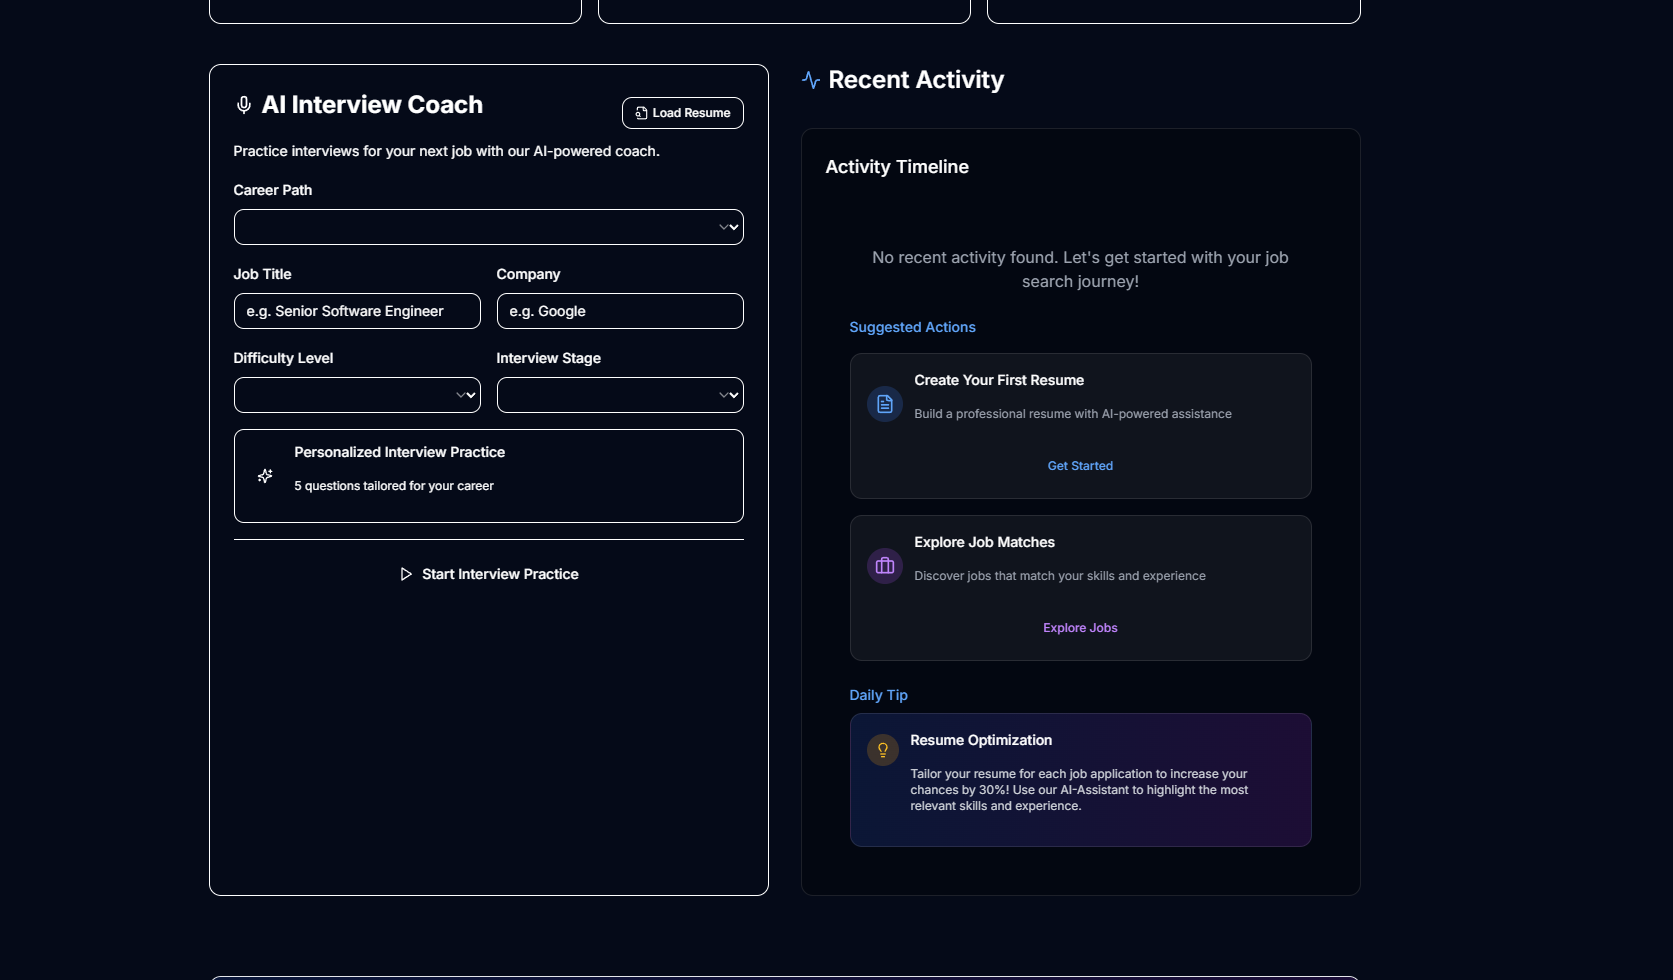 AI Interview Coach
Load Resume
Practice interviews for your next job with our AI-powered coach.
Career Path
Job Title
Company
e.g. Senior Software Engineer
e.g. Google
Difficulty Level
Interview Stage
Personalized Interview Practice
5 questions tailored for your career
Start Interview Practice
Recent Activity
Activity Timeline
No recent activity found. Let's get started with your job
search journey!
Suggested Actions
Create Your First Resume
Build a professional resume with AI-powered assistance
Get Started
Explore Job Matches
Discover jobs that match your skills and experience
Explore Jobs
Daily Tip
Resume Optimization
Tailor your resume for each job application to increase your
chances by 30%! Use our AI-Assistant to highlight the most
relevant skills and experience.